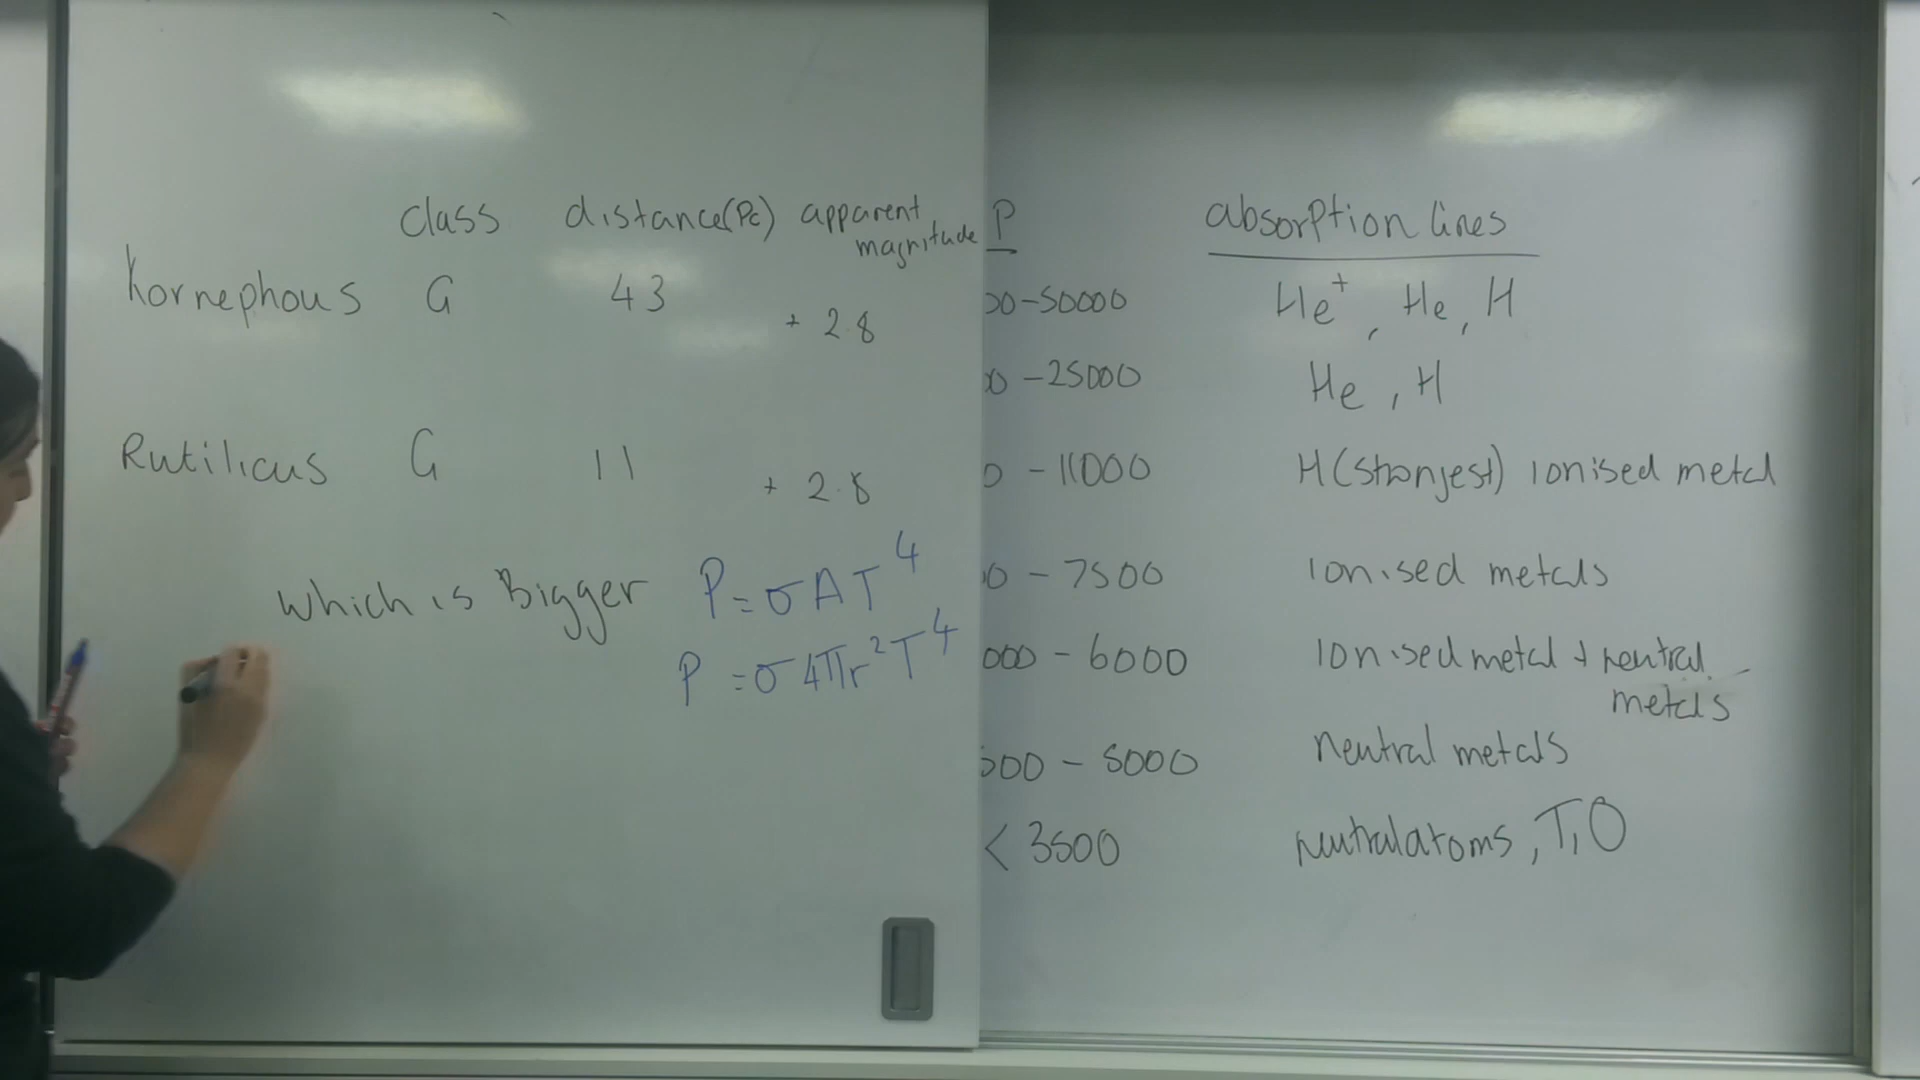 class distance(Pc) apparent magnitude
Kornephous G 43 + 2.8
Rutilicus G 11 + 2.8
Which is Bigger P=σAT⁴
P=σ4πr²T⁴
P absorption lines
00-50000 He⁺, He, H
0-25000 He, H
0-11000 H(Strongest) ionised metal
0-7500 ionised metals
000-6000 ionised metal + neutral metals
500-5000 neutral metals
< 3500 neutral atoms, TiO